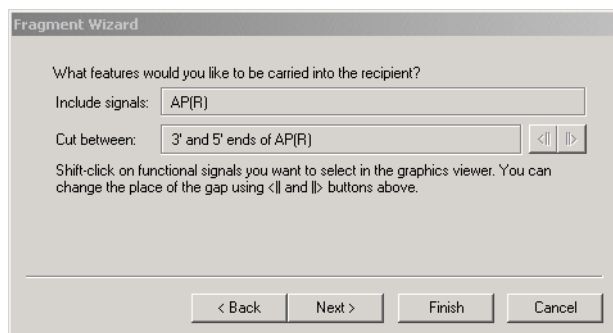 Fragment Wizard
What features would you like to be carried into the recipient?
Include signals: AP(R)
Cut between: 3' and 5' ends of AP(R) <|| ||>
Shift-click on functional signals you want to select in the graphics viewer. You can
change the place of the gap using <|| and ||> buttons above.
< Back Next > Finish Cancel